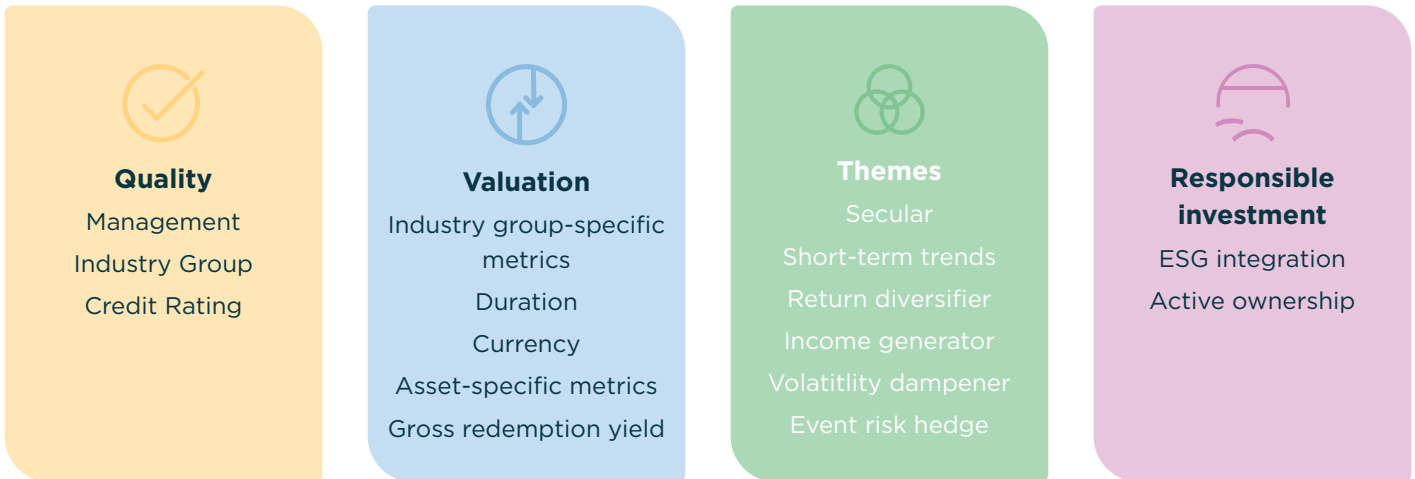 Quality
Management
Industry Group
Credit Rating
Valuation
Industry group-specific
metrics
Duration
Currency
Asset-specific metrics
Gross redemption yield
Themes
Secular
Short-term trends
Return diversifier
Income generator
Volatitlity dampener
Event risk hedge
Responsible
investment
ESG integration
Active ownership